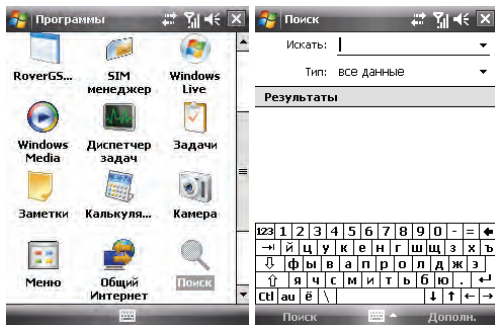 Программы
RoverGS...
SIM
менеджер
Windows
Live
Windows
Media
Диспетчер
задач
Задачи
Заметки
Калькуля...
Камера
Меню
Общий
Интернет
Поиск
Поиск
Искать:
Тип: все данные
Результаты
123 1 2 3 4 5 6 7 8 9 0 - =
й ц у к е н г ш щ з х ъ
ф ы в а п р о л д ж э
я ч с м и т ь б ю .
Ctl au ё \
Поиск Дополн.